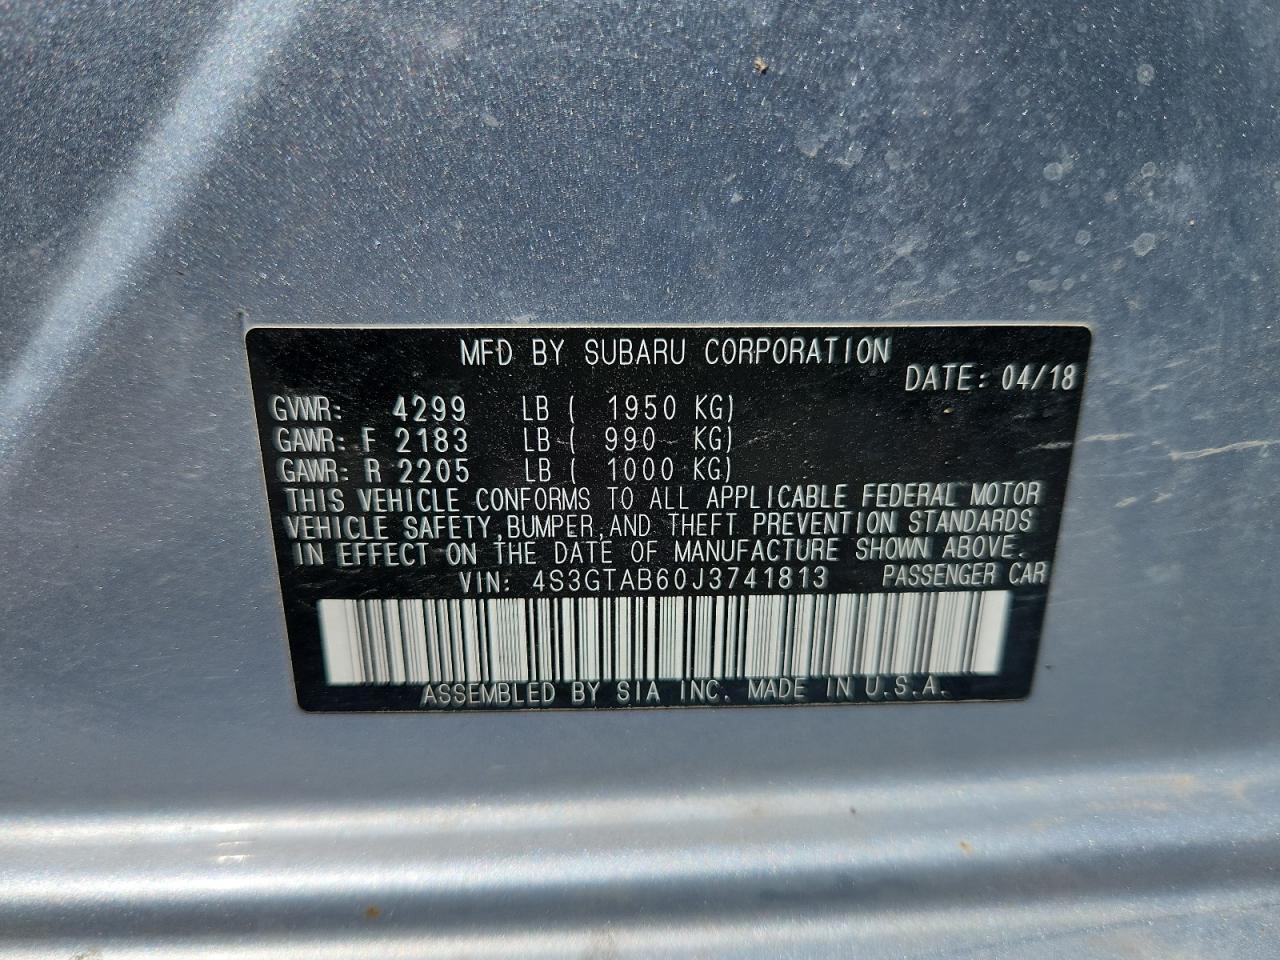 MFD BY SUBARU CORPORATION
DATE: 04/18
GVWR: 4299 LB ( 1950 KG)
GAWR: F 2183 LB ( 990 KG)
GAWR: R 2205 LB ( 1000 KG)
THIS VEHICLE CONFORMS TO ALL APPLICABLE FEDERAL MOTOR
VEHICLE SAFETY, BUMPER, AND THEFT PREVENTION STANDARDS
IN EFFECT ON THE DATE OF MANUFACTURE SHOWN ABOVE.
VIN: 4S3GTAB60J3741813 PASSENGER CAR
ASSEMBLED BY SIA INC. MADE IN U.S.A.